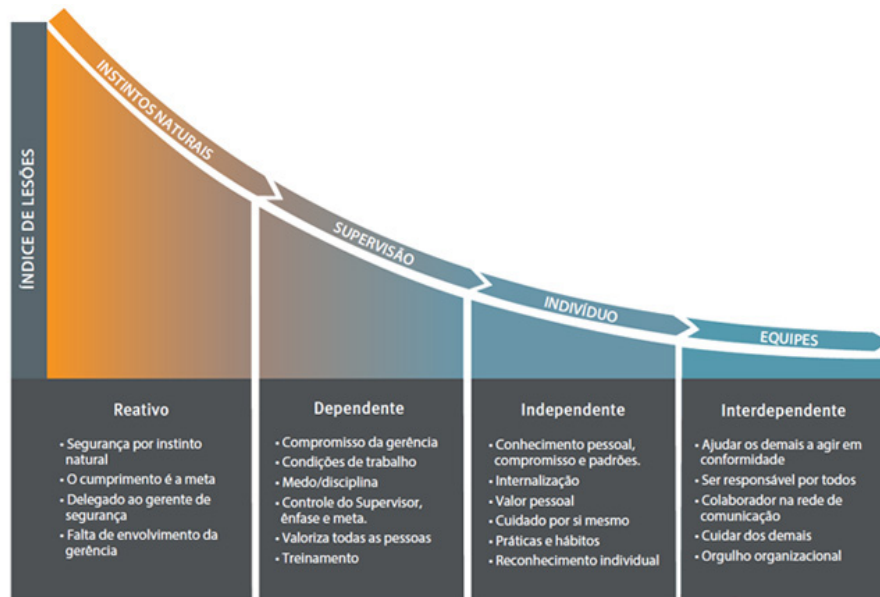 ÍNDICE DE LESÕES
INSTINTOS NATURAIS
SUPERVISÃO
INDIVÍDUO
EQUIPES
Reativo
• Segurança por instinto
natural
• O cumprimento é a meta
• Delegado ao gerente de
segurança
• Falta de envolvimento da
gerência
Dependente
• Compromisso da gerência
• Condições de trabalho
• Medo/disciplina
• Controle do Supervisor,
ênfase e meta.
• Valoriza todas as pessoas
• Treinamento
Independente
• Conhecimento pessoal,
compromisso e padrões.
• Internalização
• Valor pessoal
• Cuidado por si mesmo
• Práticas e hábitos
• Reconhecimento individual
Interdependente
• Ajudar os demais a agir em
conformidade
• Ser responsável por todos
• Colaborador na rede de
comunicação
• Cuidar dos demais
• Orgulho organizacional